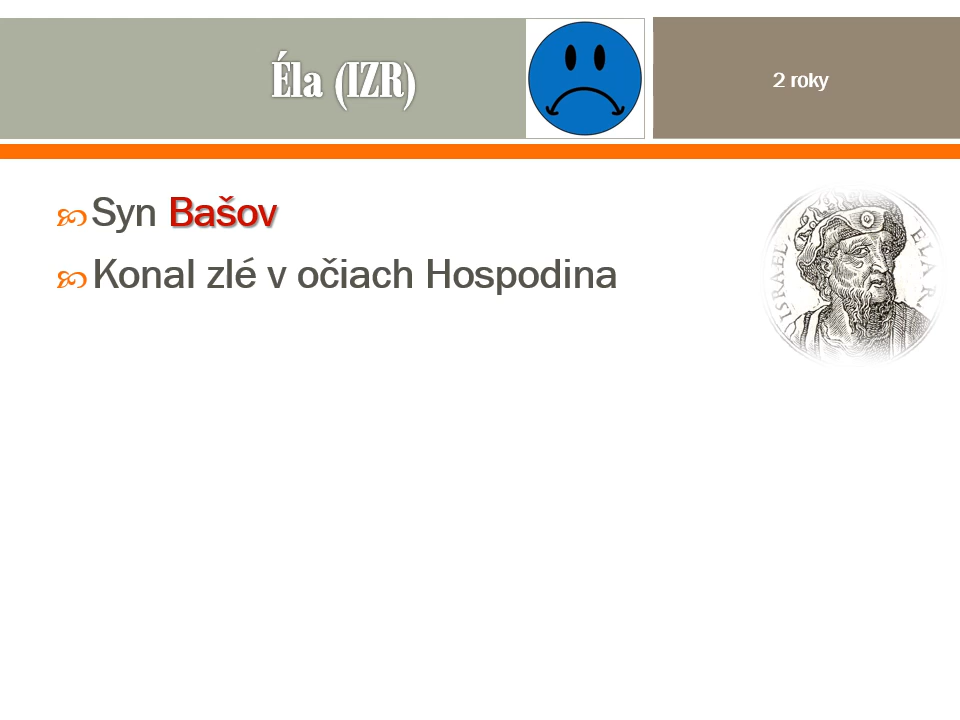 Éla (IZR)
2 roky
Syn Bašov
Konal zlé v očiach Hospodina
ISRAEL.
ELA R.